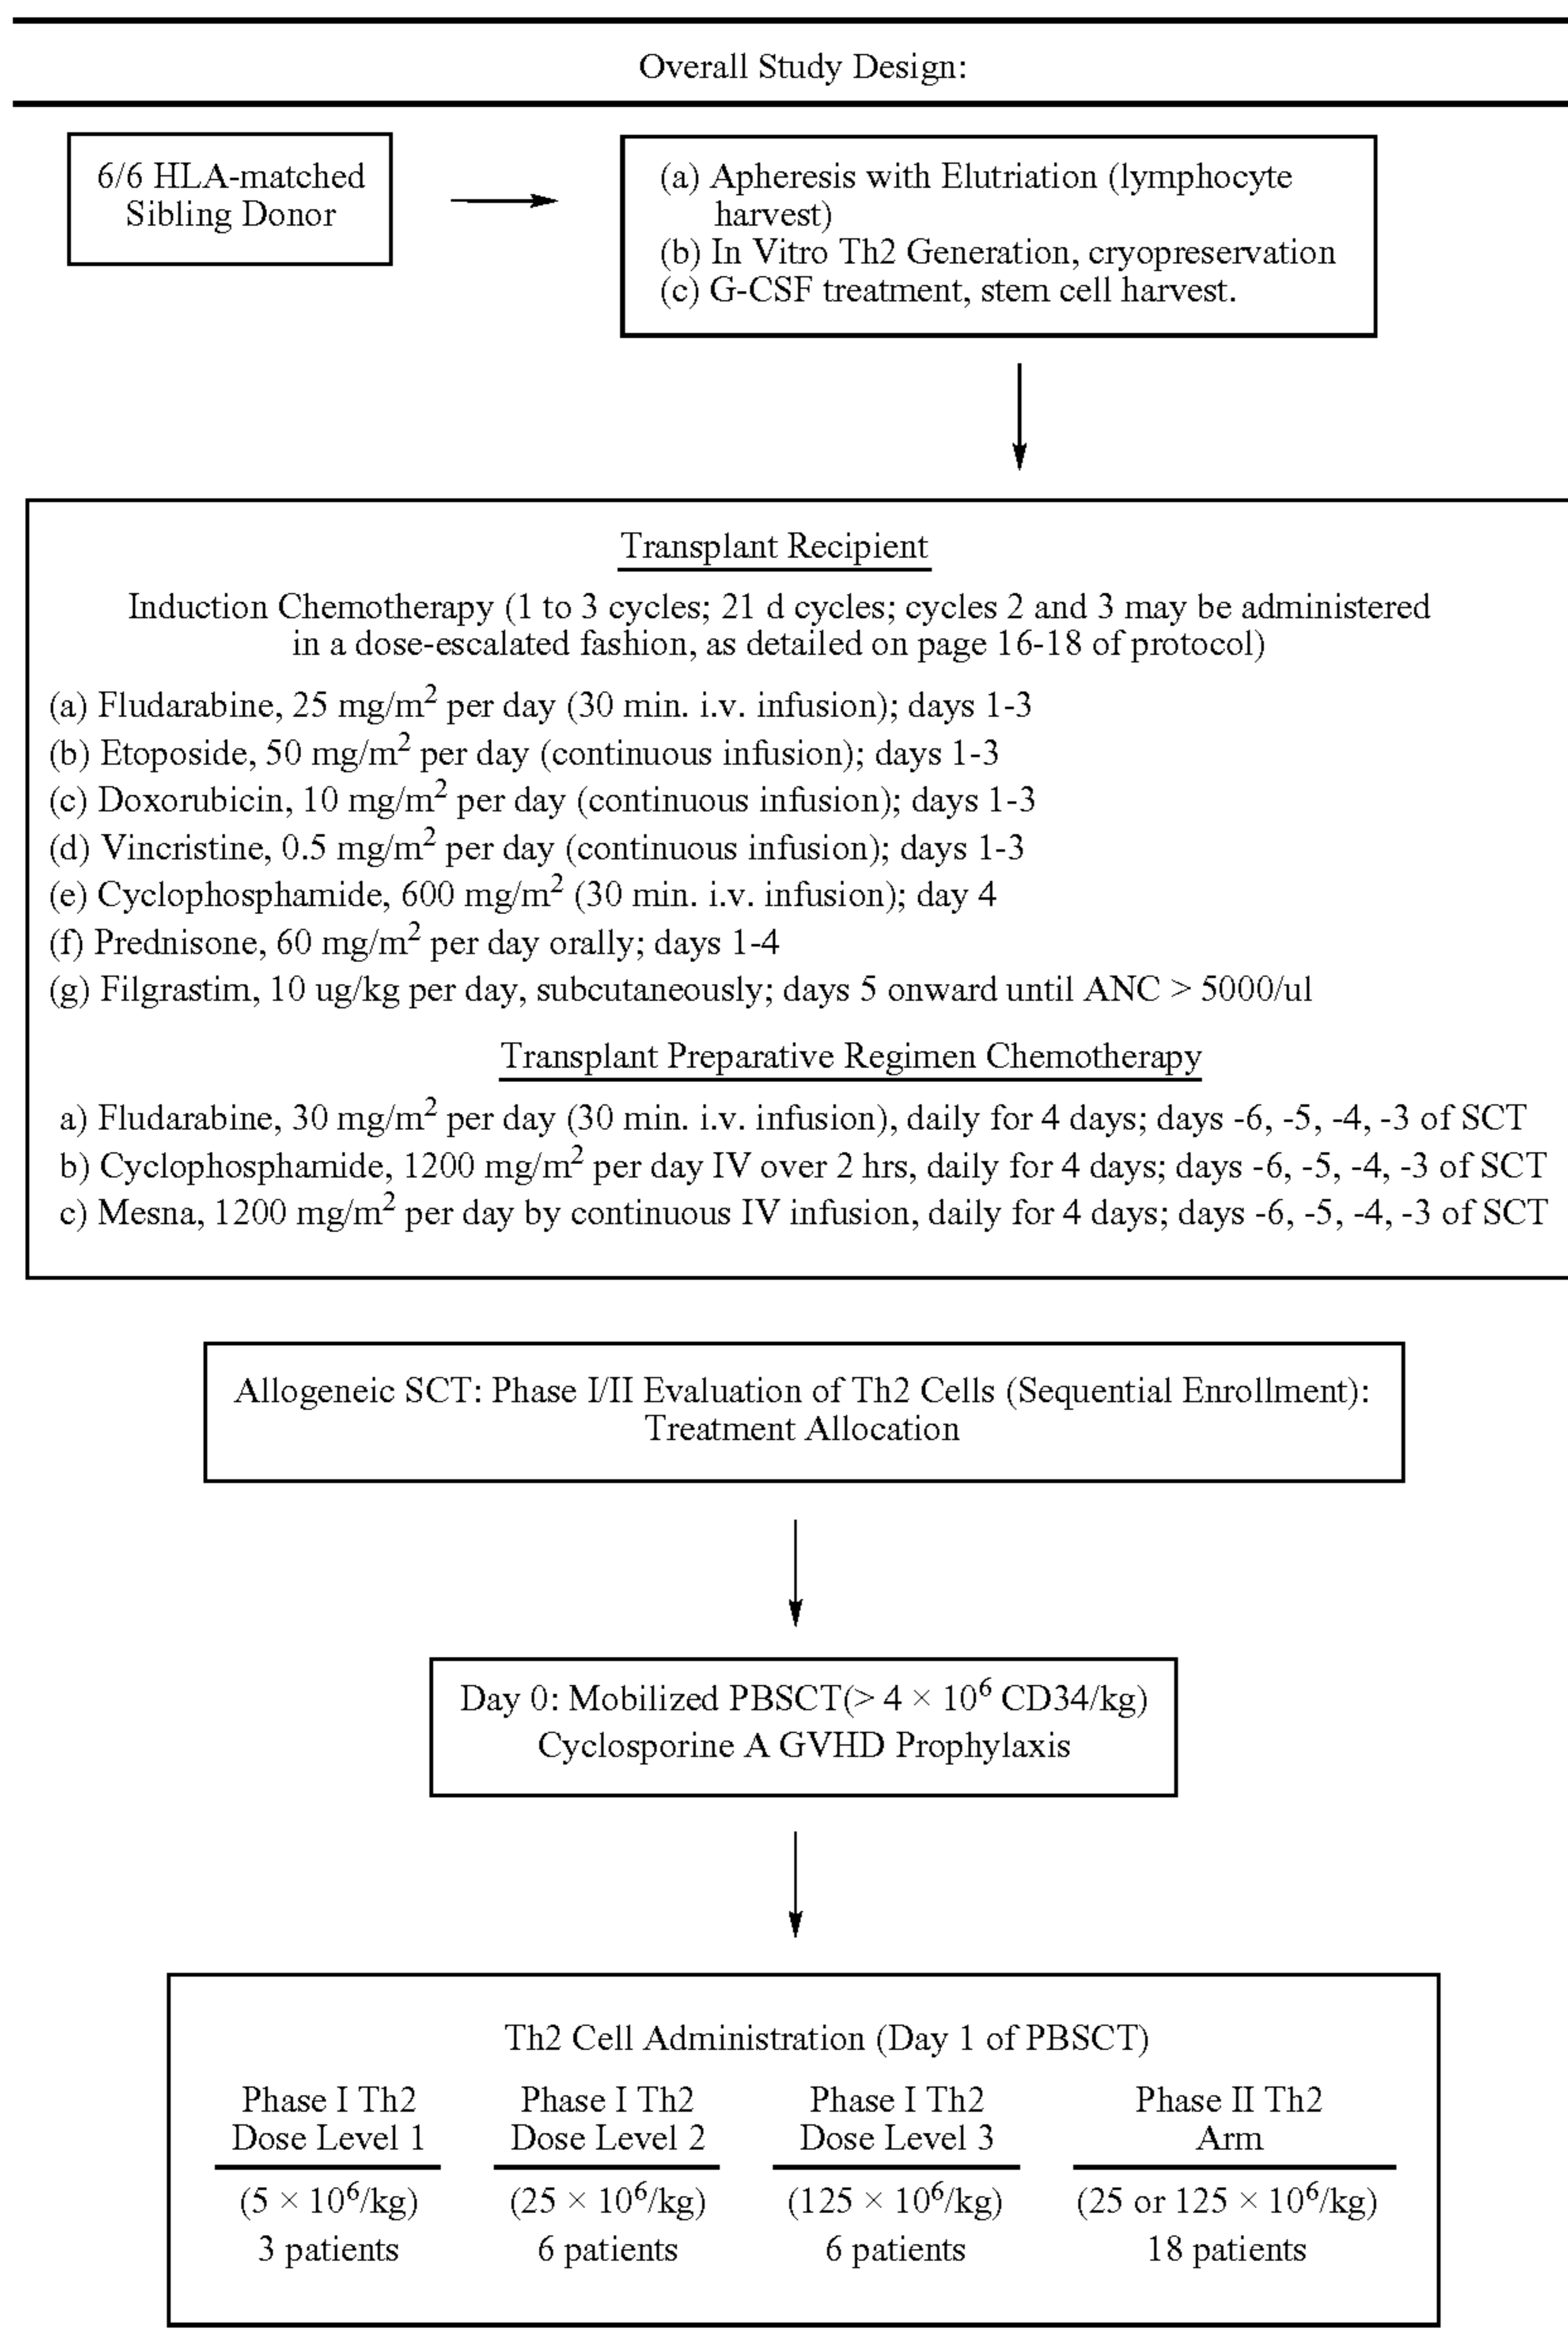 Overall Study Design:
6/6 HLA-matched
Sibling Donor
(a) Apheresis with Elutriation (lymphocyte
harvest)
(b) In Vitro Th2 Generation, cryopreservation
(c) G-CSF treatment, stem cell harvest.
Transplant Recipient
Induction Chemotherapy (1 to 3 cycles; 21 d cycles; cycles 2 and 3 may be administered
in a dose-escalated fashion, as detailed on page 16-18 of protocol)
(a) Fludarabine, 25 mg/m² per day (30 min. i.v. infusion); days 1-3
(b) Etoposide, 50 mg/m² per day (continuous infusion); days 1-3
(c) Doxorubicin, 10 mg/m² per day (continuous infusion); days 1-3
(d) Vincristine, 0.5 mg/m² per day (continuous infusion); days 1-3
(e) Cyclophosphamide, 600 mg/m² (30 min. i.v. infusion); day 4
(f) Prednisone, 60 mg/m² per day orally; days 1-4
(g) Filgrastim, 10 ug/kg per day, subcutaneously; days 5 onward until ANC > 5000/ul
Transplant Preparative Regimen Chemotherapy
a) Fludarabine, 30 mg/m² per day (30 min. i.v. infusion), daily for 4 days; days -6, -5, -4, -3 of SCT
b) Cyclophosphamide, 1200 mg/m² per day IV over 2 hrs, daily for 4 days; days -6, -5, -4, -3 of SCT
c) Mesna, 1200 mg/m² per day by continuous IV infusion, daily for 4 days; days -6, -5, -4, -3 of SCT
Allogeneic SCT: Phase I/II Evaluation of Th2 Cells (Sequential Enrollment):
Treatment Allocation
Day 0: Mobilized PBSCT(> 4 × 10⁶ CD34/kg)
Cyclosporine A GVHD Prophylaxis
Th2 Cell Administration (Day 1 of PBSCT)
Phase I Th2
Dose Level 1
(5 × 10⁶/kg)
3 patients
Phase I Th2
Dose Level 2
(25 × 10⁶/kg)
6 patients
Phase I Th2
Dose Level 3
(125 × 10⁶/kg)
6 patients
Phase II Th2
Arm
(25 or 125 × 10⁶/kg)
18 patients